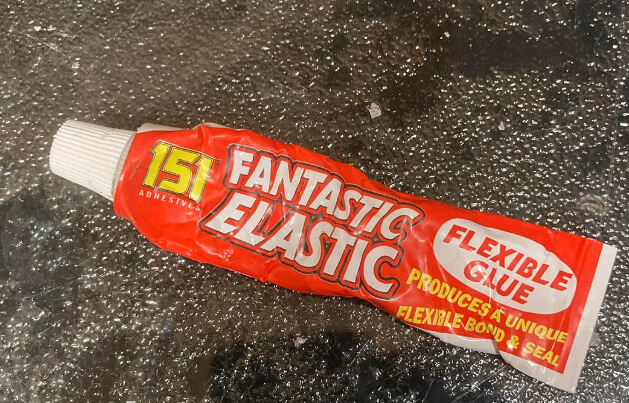 151
ADHESIVES
FANTASTIC
ELASTIC
FLEXIBLE
GLUE
PRODUCES A UNIQUE
FLEXIBLE BOND & SEAL